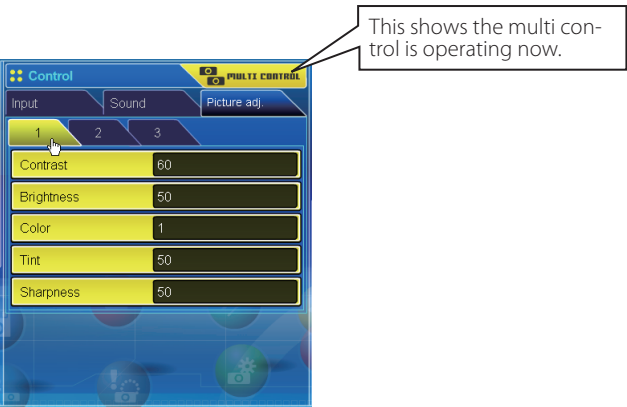 This shows the multi con-
trol is operating now.
Control MULTI CONTROL
Input Sound Picture adj.
1 2 3
Contrast 60
Brightness 50
Color 1
Tint 50
Sharpness 50